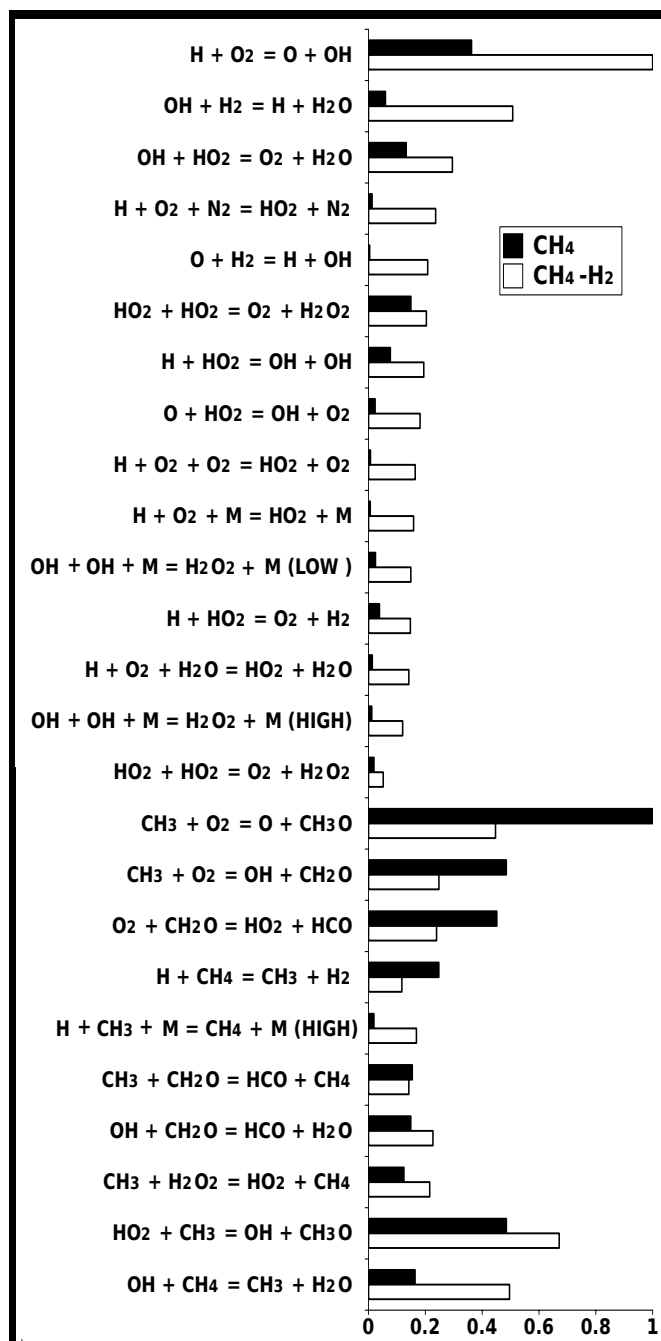 H + O2 = O + OH
OH + H2 = H + H2O
OH + HO2 = O2 + H2O
H + O2 + N2 = HO2 + N2
O + H2 = H + OH
CH4
CH4 -H2
HO2 + HO2 = O2 + H2O2
H + HO2 = OH + OH
O + HO2 = OH + O2
H + O2 + O2 = HO2 + O2
H + O2 + M = HO2 + M
OH + OH + M = H2O2 + M (LOW )
H + HO2 = O2 + H2
H + O2 + H2O = HO2 + H2O
OH + OH + M = H2O2 + M (HIGH)
HO2 + HO2 = O2 + H2O2
CH3 + O2 = O + CH3O
CH3 + O2 = OH + CH2O
O2 + CH2O = HO2 + HCO
H + CH4 = CH3 + H2
H + CH3 + M = CH4 + M (HIGH)
CH3 + CH2O = HCO + CH4
OH + CH2O = HCO + H2O
CH3 + H2O2 = HO2 + CH4
HO2 + CH3 = OH + CH3O
OH + CH4 = CH3 + H2O
0 0.2 0.4 0.6 0.8 1